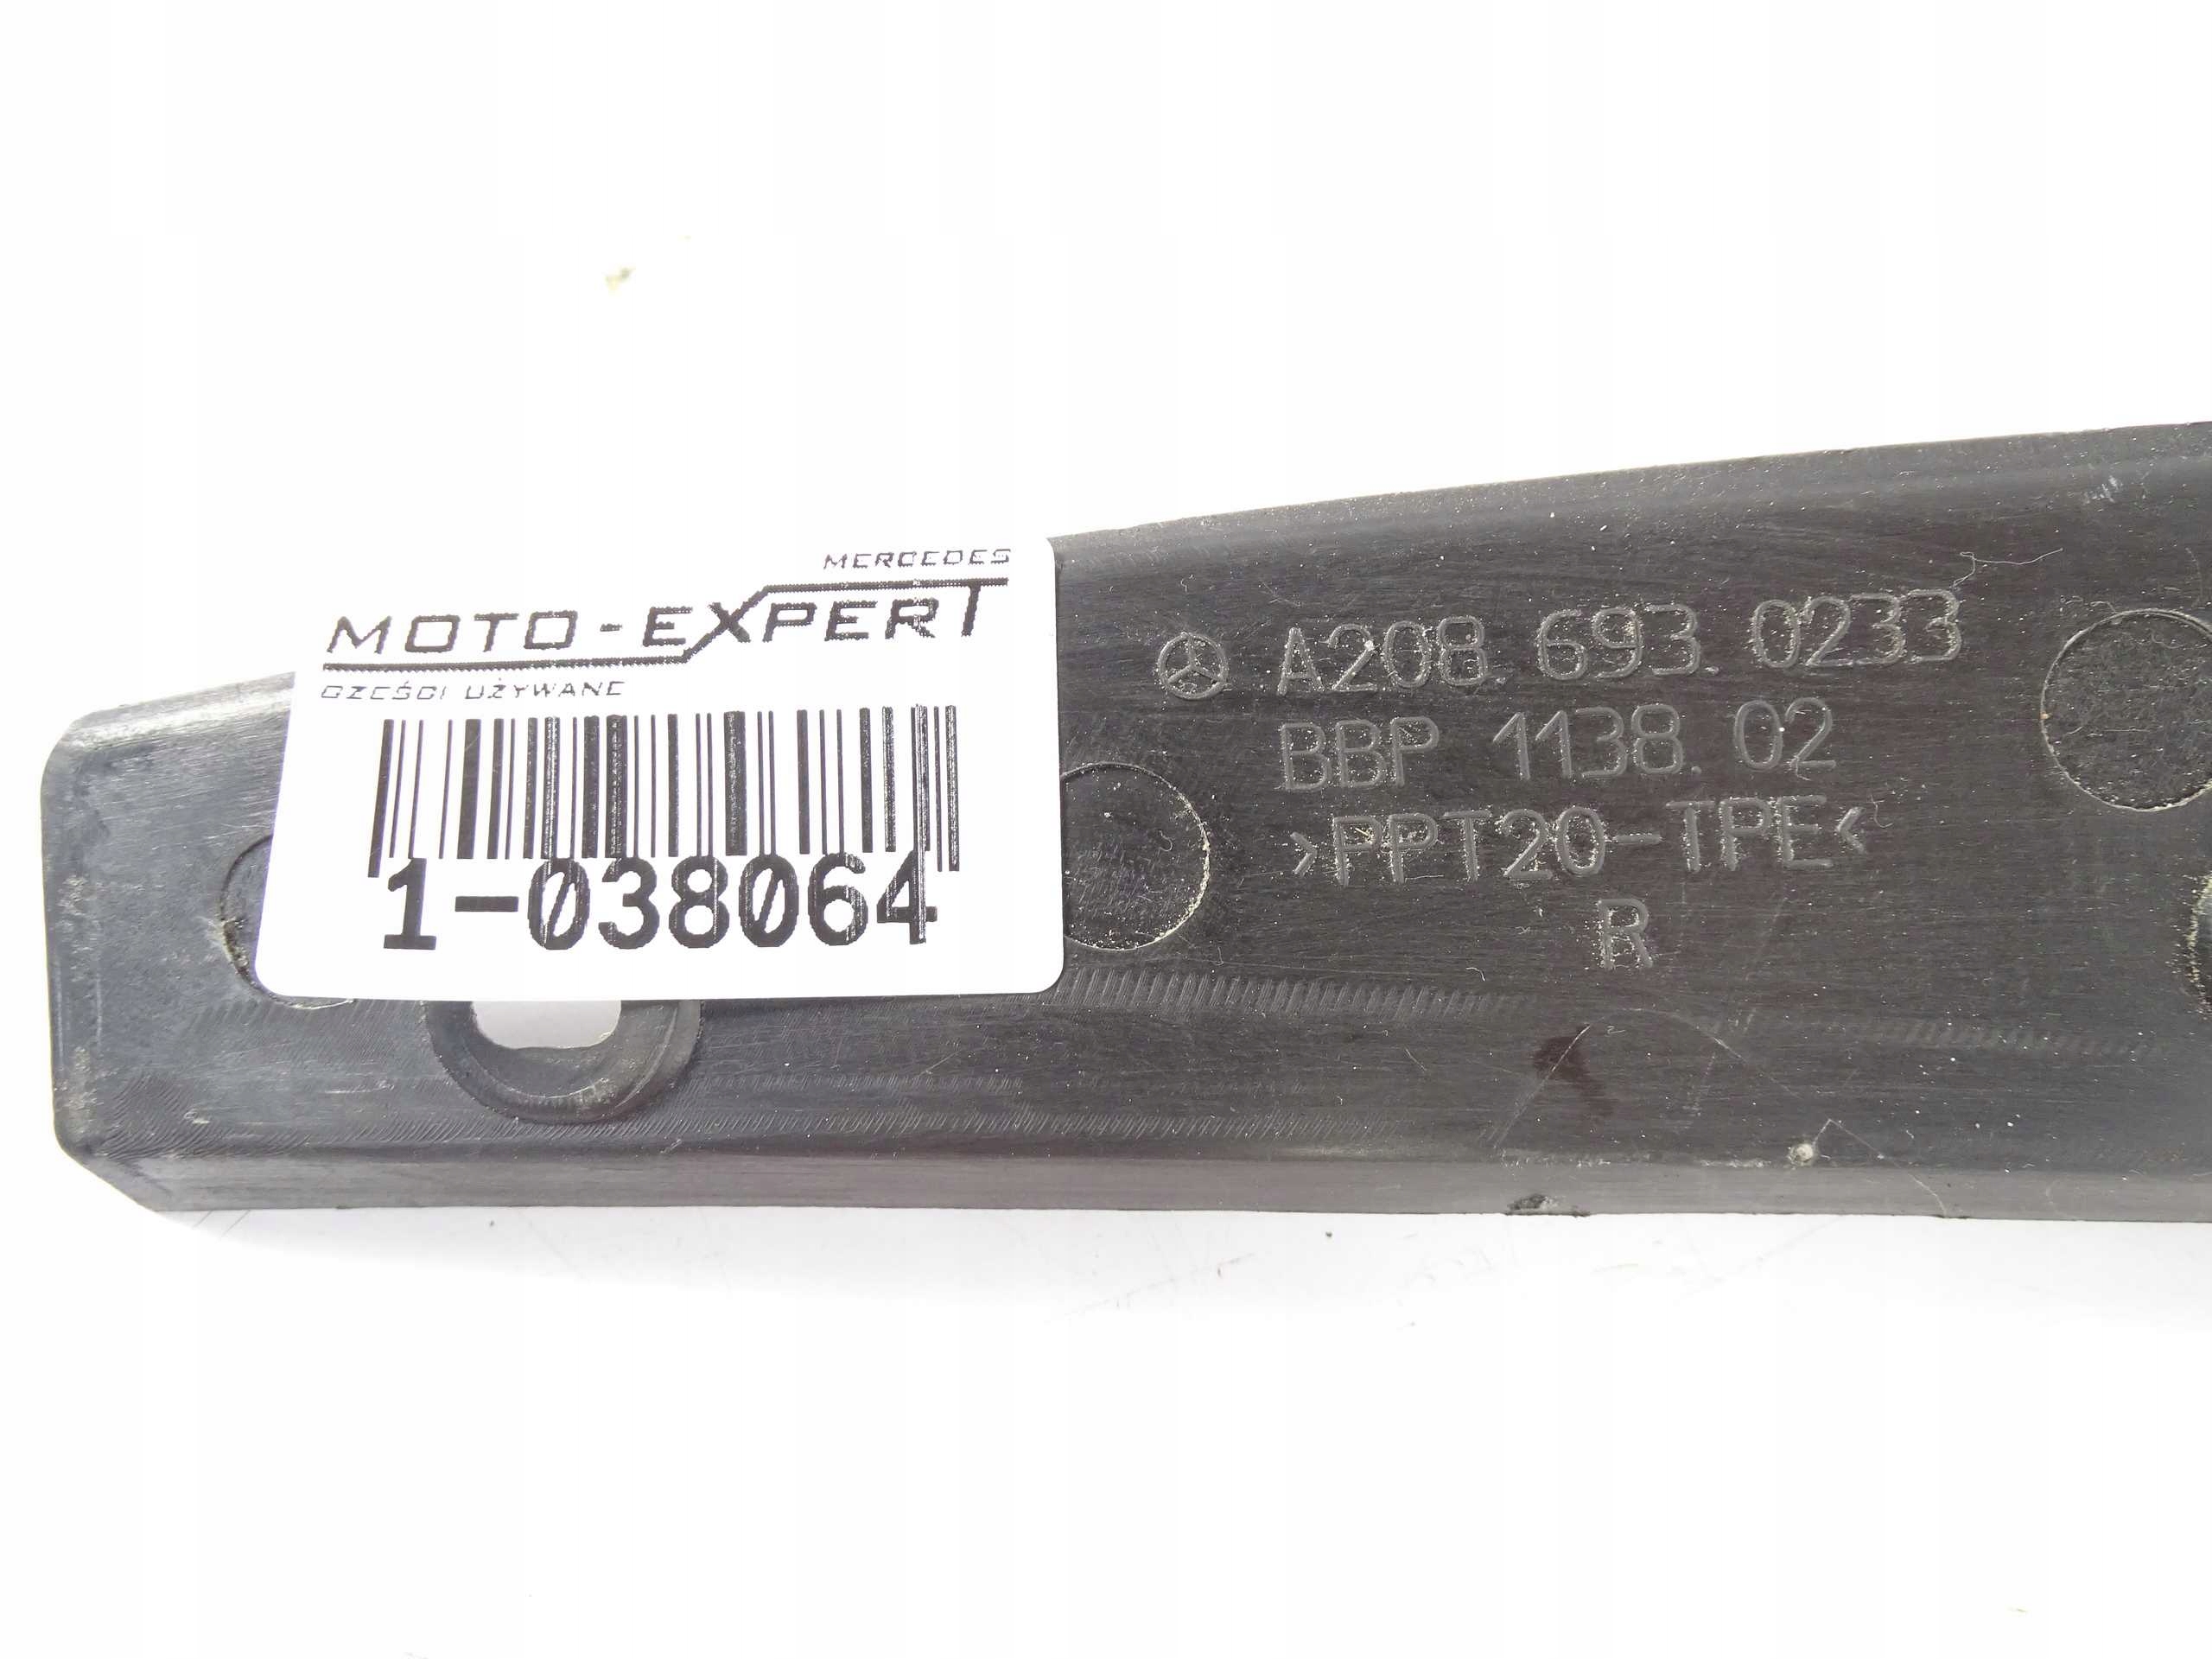 MERCEDES
MOTO-EXPERT
CZĘŚCI UŻYWANE
1-038064
A208. 693. 0233
BBP 1138. 02
>PPT20-TPE<
R